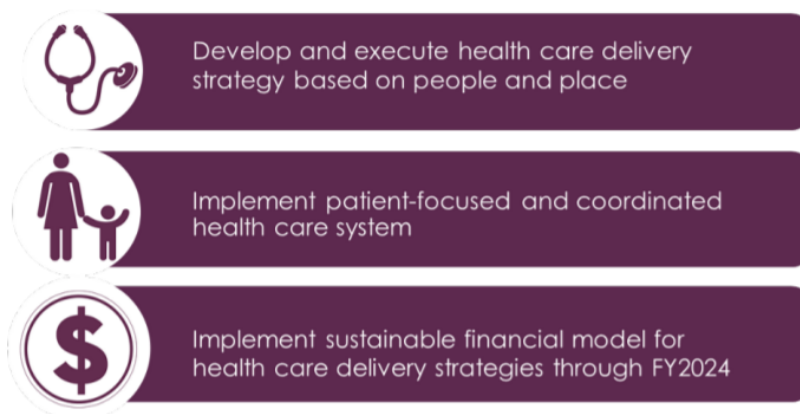 Develop and execute health care delivery
strategy based on people and place
Implement patient-focused and coordinated
health care system
$
Implement sustainable financial model for
health care delivery strategies through FY2024